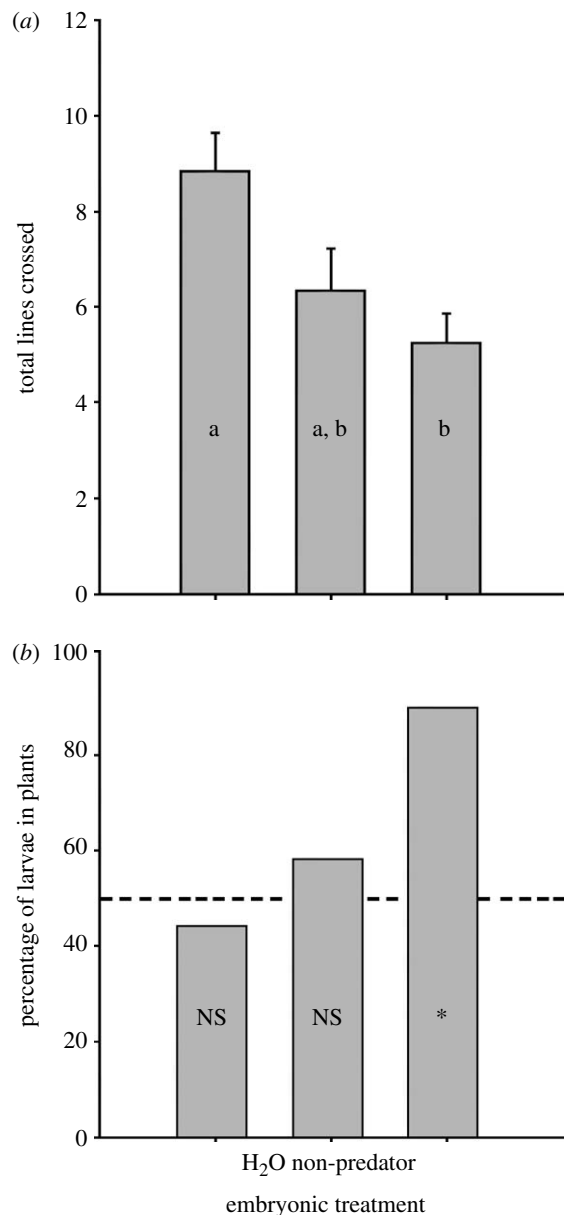 (a)
12
10
8
6
4
2
0
total lines crossed
a
a, b
b
(b)
100
80
60
40
20
0
percentage of larvae in plants
NS
NS
*
H₂O non-predator
embryonic treatment